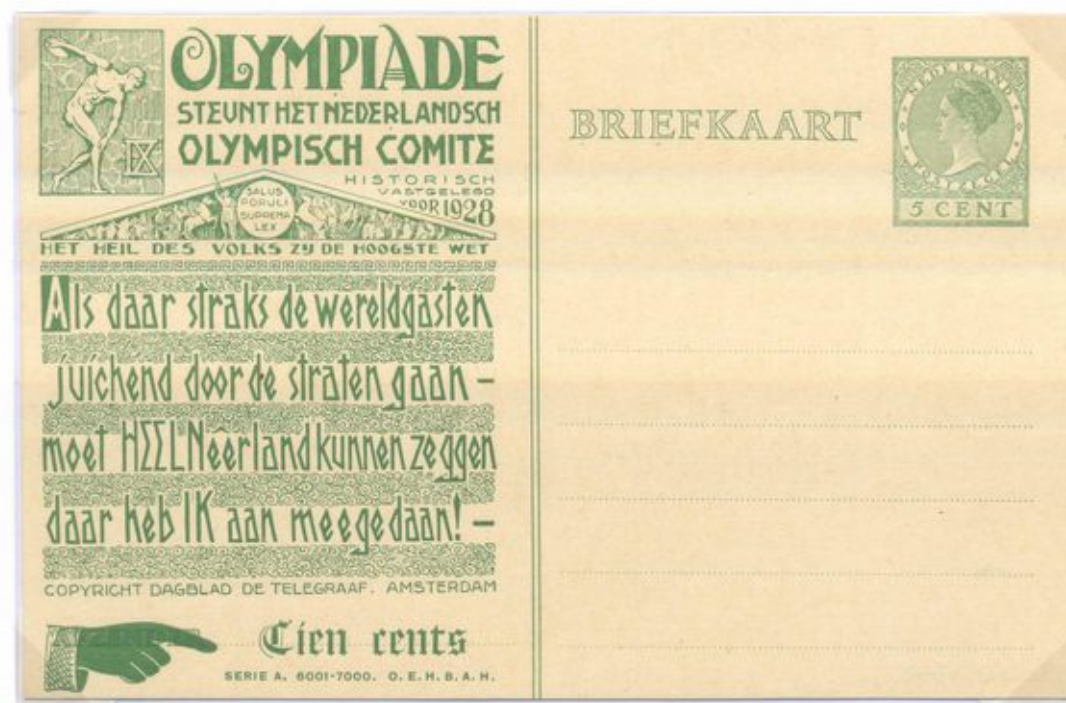 OLYMPIADE
STEUNT HET NEDERLANDSCH
OLYMPISCH COMITE
IX
HISTORISCH
VASTGELEGD
VOOR 1928
SALUS
POPULI
SUPREMA
LEX
HET HEIL DES VOLKS ZY DE HOOGSTE WET
Als daar straks de wereldgasten
juichend door de straten gaan –
moet HEEL Neerland kunnen zeggen
daar heb IK aan meegedaan! –
COPYRIGHT DAGBLAD DE TELEGRAAF. AMSTERDAM
Tien cents
SERIE A. 6001-7000. O. E. H. B. A. H.
BRIEFKAART
NEDERLAND
POSTZEGEL
5 CENT